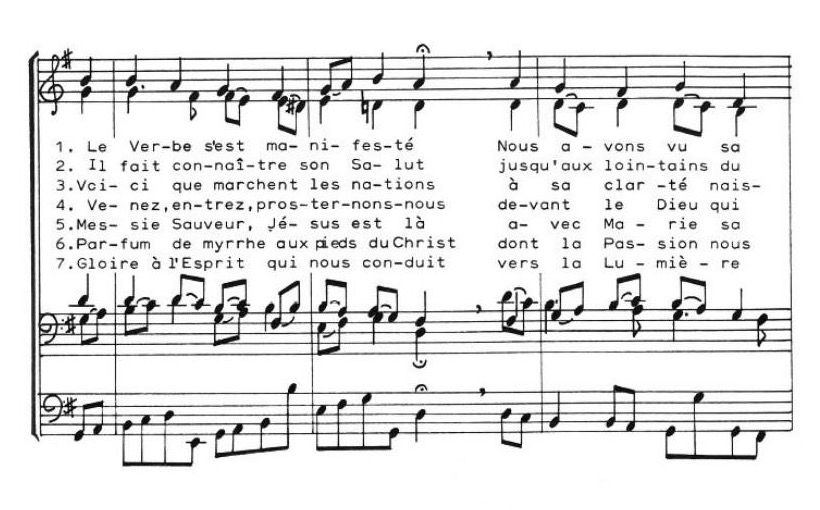 1. Le Ver-be s'est ma- ni- fes-té Nous a - vons vu sa
2. Il fait con-naî-tre son Sa- lut jusqu'aux loin-tains du
3.Voi- ci que marchent les na-tions à sa clar -té nais-
4. Ve- nez,en-trez,pros-ter-nons-nous de-vant le Dieu qui
5.Mes- sie Sauveur, Jé- sus est là a- vec Ma - rie sa
6.Par-fum de myrrhe aux pieds du Christ dont la Pas- sion nous
7.Gloire à l'Esprit qui nous con-duit vers la Lu - miè - re